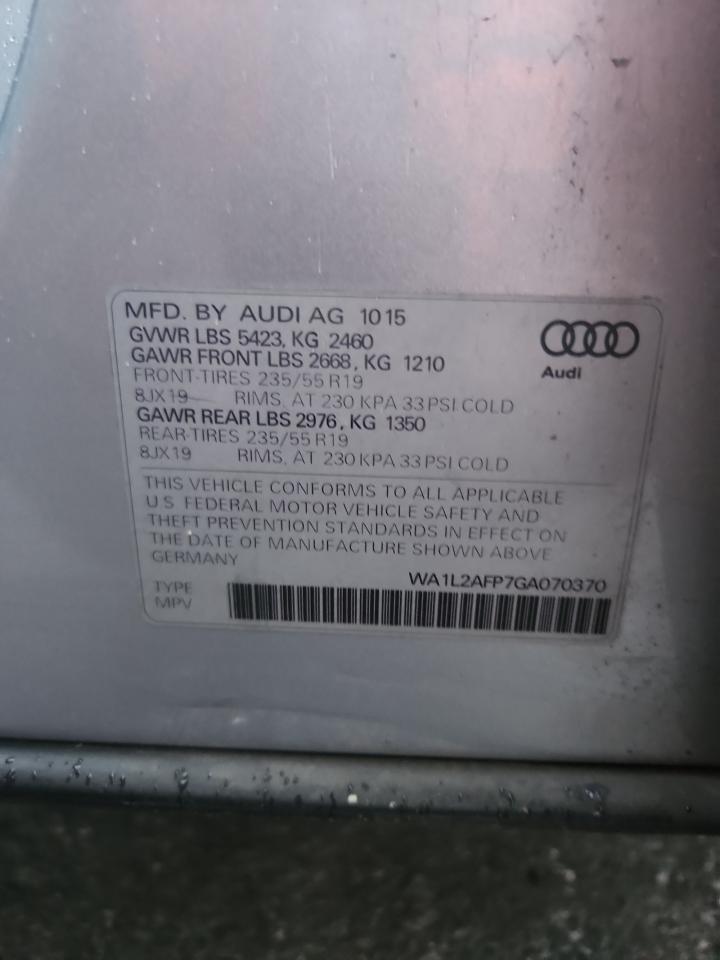 MFD. BY AUDI AG 1015
GVWR LBS 5423, KG 2460
GAWR FRONT LBS 2668, KG 1210
FRONT-TIRES 235/55 R19
8JX19 RIMS, AT 230 KPA 33 PSI COLD
GAWR REAR LBS 2976, KG 1350
REAR-TIRES 235/55 R19
8JX19 RIMS, AT 230 KPA 33 PSI COLD
Audi
THIS VEHICLE CONFORMS TO ALL APPLICABLE
U.S. FEDERAL MOTOR VEHICLE SAFETY AND
THEFT PREVENTION STANDARDS IN EFFECT ON
THE DATE OF MANUFACTURE SHOWN ABOVE
GERMANY
WA1L2AFP7GA070370
TYPE
MPV